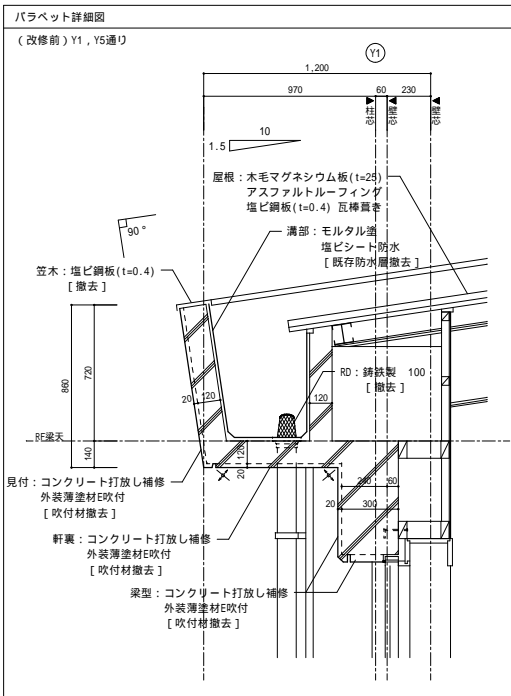 パラペット詳細図
(改修前)Y1,Y5通り
Y1
1,200
970 60 230
柱芯
壁芯
壁芯
10
1.5
屋根:木毛マグネシウム板(t=25)
アスファルトルーフィング
塩ビ鋼板(t=0.4) 瓦棒葺き
90°
溝部:モルタル塗
塩ビシート防水
[既存防水層撤去]
笠木:塩ビ鋼板(t=0.4)
[撤去]
860
720
140
RD:鋳鉄製 100
[撤去]
20 120
120
RF梁天
120
20
見付:コンクリート打放し補修
外装薄塗材E吹付
[吹付材撤去]
240 60
20 300
軒裏:コンクリート打放し補修
外装薄塗材E吹付
[吹付材撤去]
梁型:コンクリート打放し補修
外装薄塗材E吹付
[吹付材撤去]